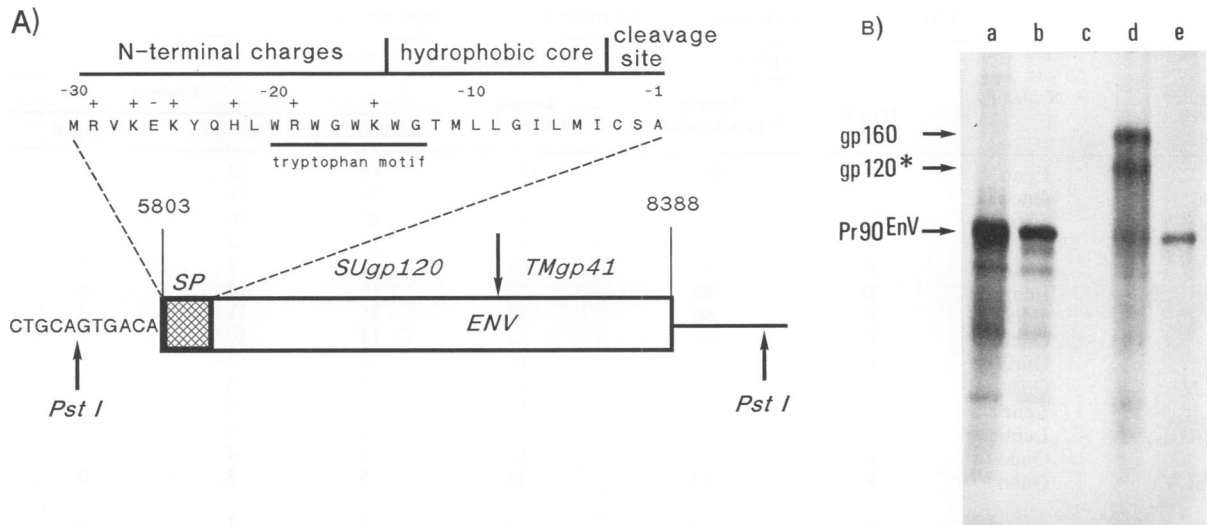 A)
N-terminal charges hydrophobic core cleavage site
-30 -20 -10 -1
+ + - + + + +
M R V K E K Y Q H L W R W G W K W G T M L L G I L M I C S A
tryptophan motif
5803 8388
SP SUgp120 TMgp41
CTGCAGTGACA ENV
Pst I Pst I
B)
a b c d e
gp160
gp120*
Pr90EnV